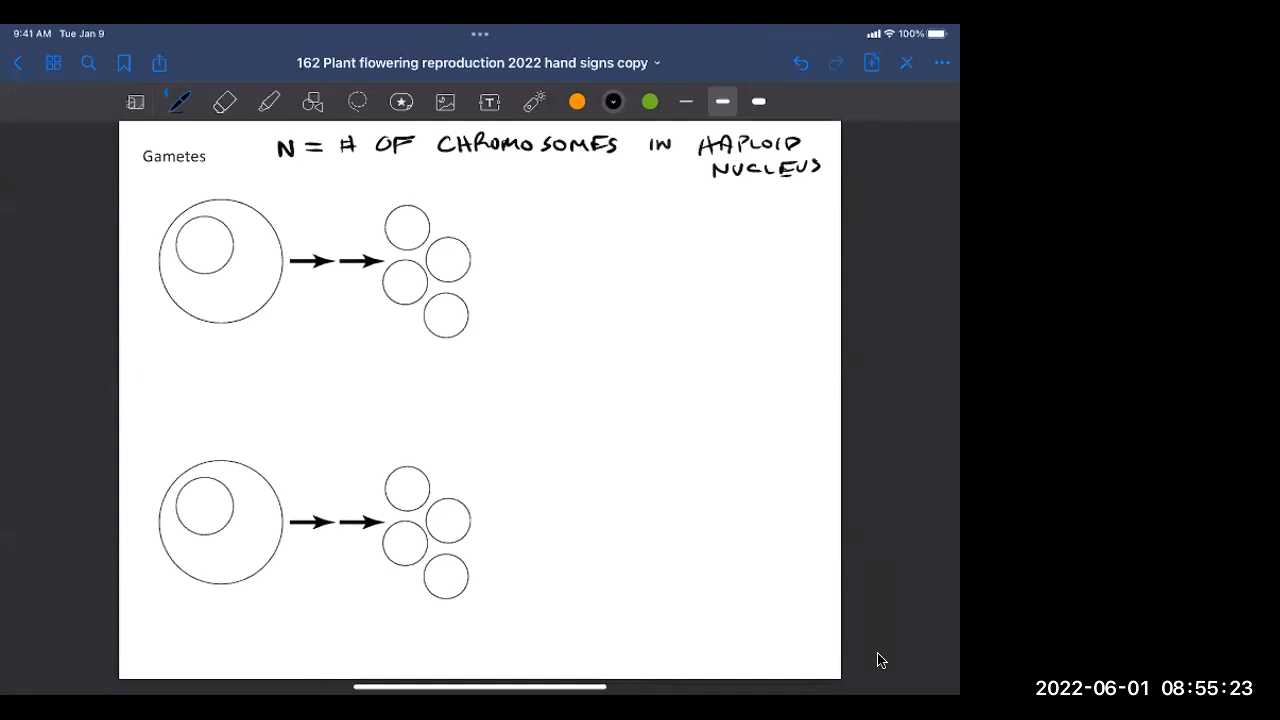 9:41 AM Tue Jan 9
100%
162 Plant flowering reproduction 2022 hand signs copy
T
Gametes
N = # OF CHROMOSOMES IN HAPLOID
NUCLEUS
2022-06-01 08:55:23